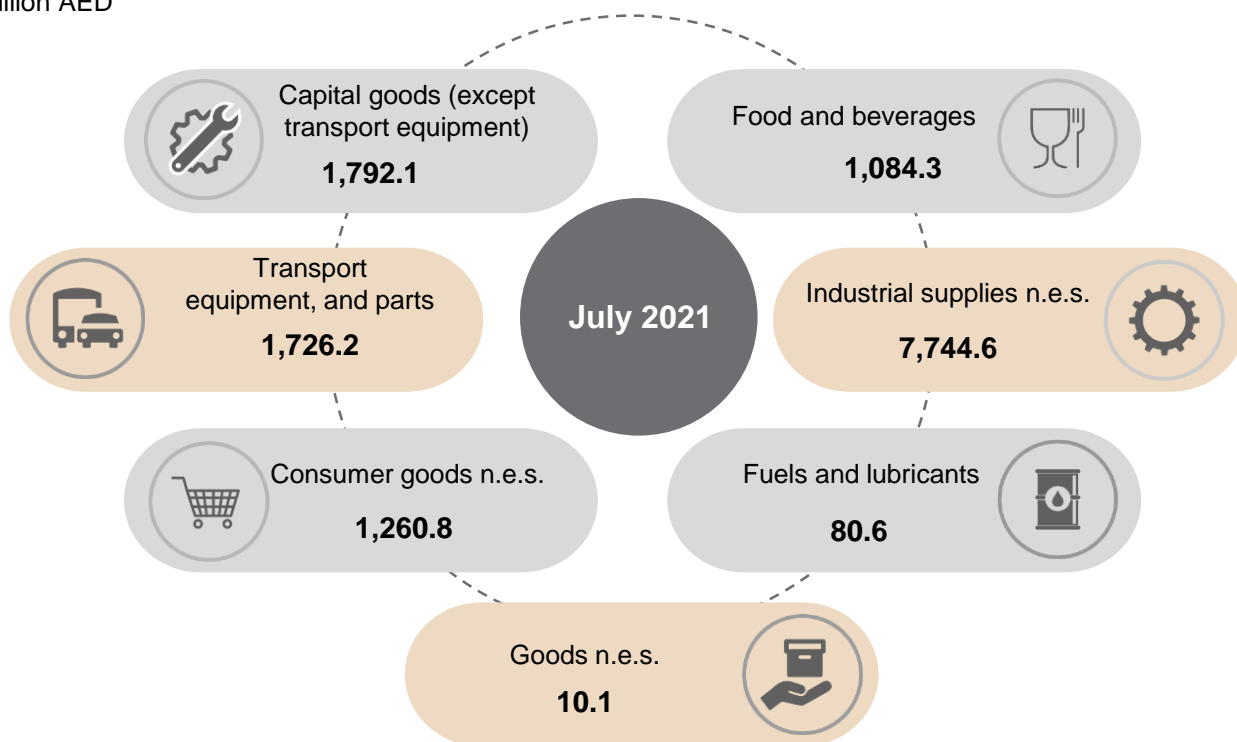 AED
Capital goods (except
transport equipment)
1,792.1
Food and beverages
1,084.3
Transport
equipment, and parts
1,726.2
July 2021
Industrial supplies n.e.s.
7,744.6
Consumer goods n.e.s.
1,260.8
Fuels and lubricants
80.6
Goods n.e.s.
10.1